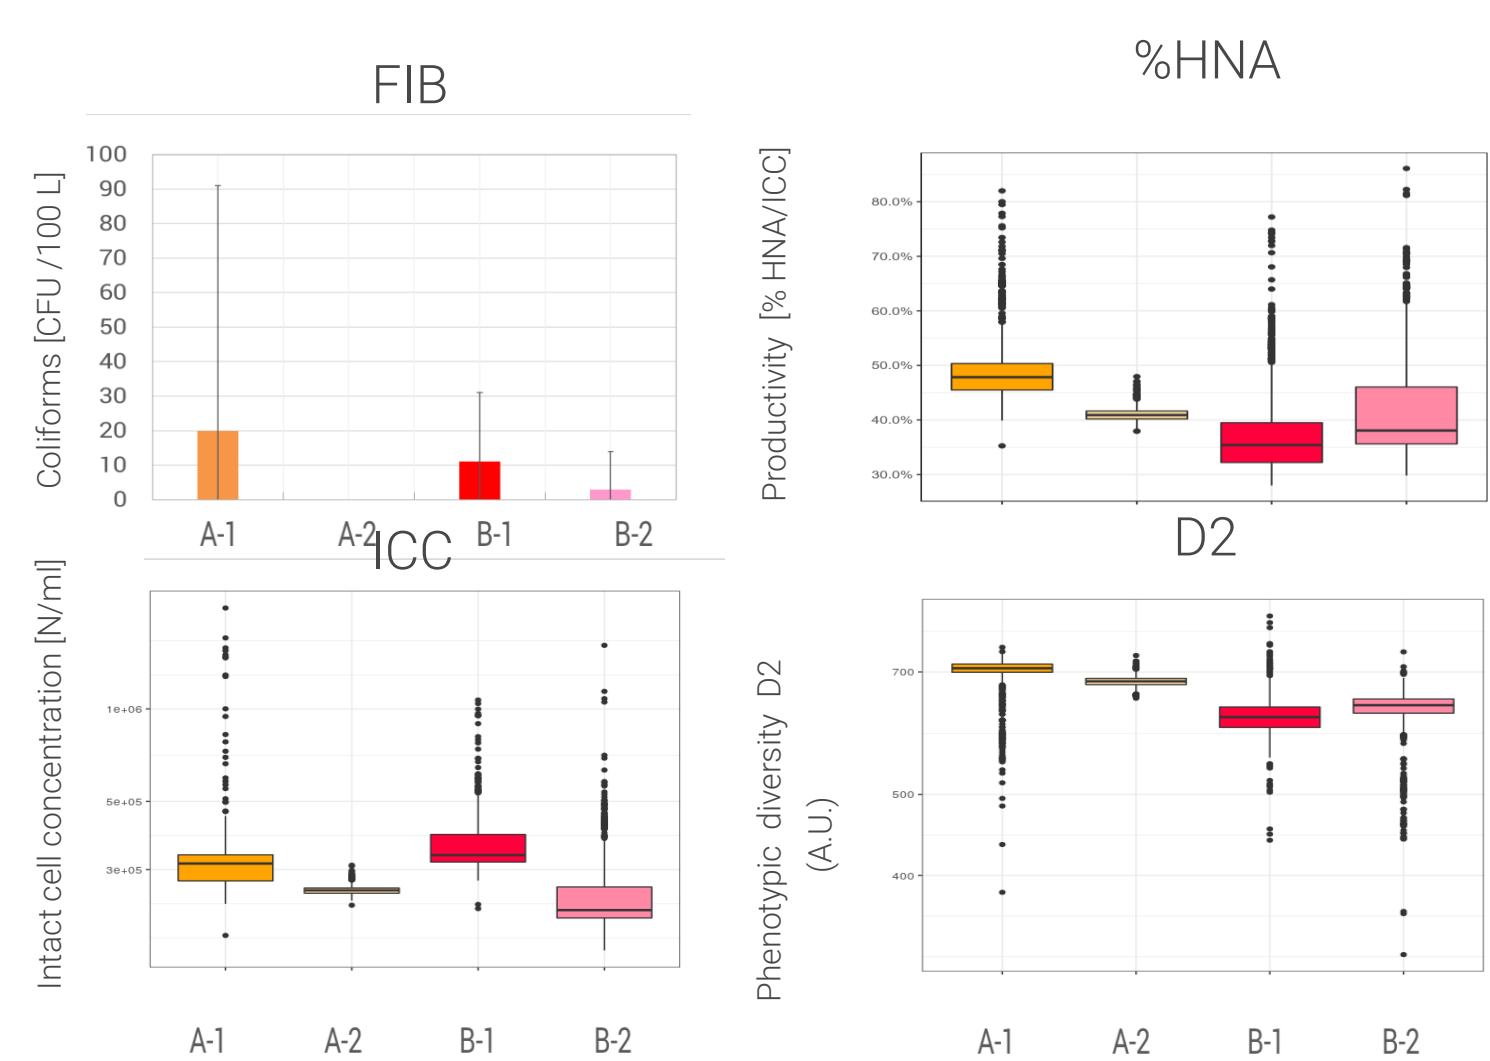 FIB
Coliforms [CFU /100 L]
100
90
80
70
60
50
40
30
20
10
0
A-1 A-2 B-1 B-2
%HNA
Productivity [% HNA/ICC]
80.0%
70.0%
60.0%
50.0%
40.0%
30.0%
ICC
Intact cell concentration [N/ml]
1e+06
5e+05
3e+05
A-1 A-2 B-1 B-2
D2
Phenotypic diversity D2
(A.U.)
700
500
400
A-1 A-2 B-1 B-2